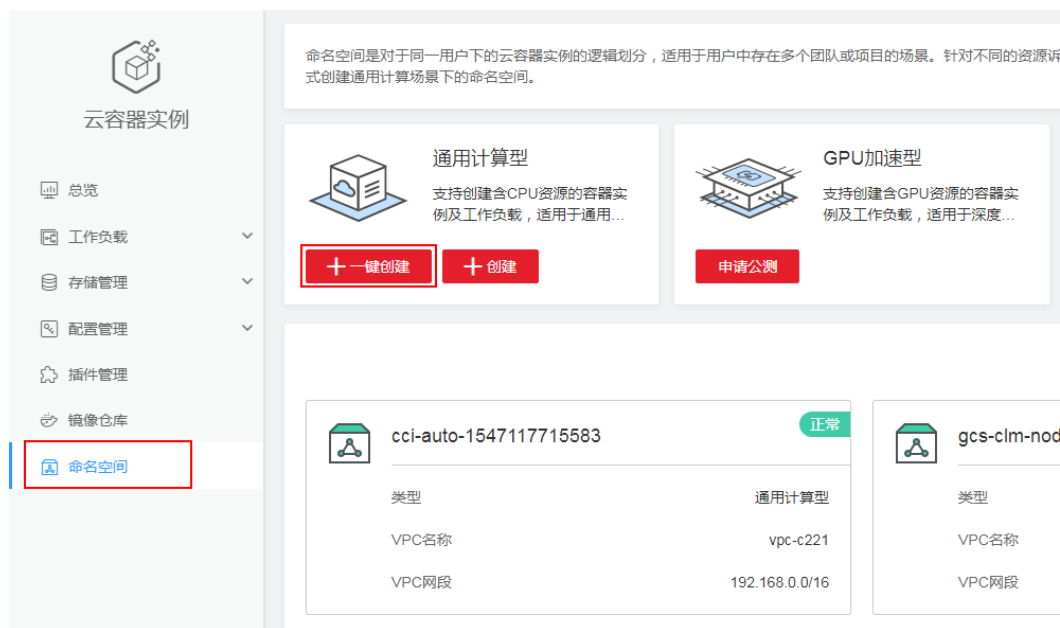 云容器实例
总览
工作负载
存储管理
配置管理
插件管理
镜像仓库
命名空间
命名空间是对于同一用户下的云容器实例的逻辑划分，适用于用户中存在多个团队或项目的场景。针对不同的资源诉
式创建通用计算场景下的命名空间。
通用计算型
支持创建含CPU资源的容器实
例及工作负载，适用于通用...
一键创建
创建
GPU加速型
支持创建含GPU资源的容器实
例及工作负载，适用于深度...
申请公测
cci-auto-1547117715583
正常
类型 通用计算型
VPC名称 vpc-c221
VPC网段 192.168.0.0/16
gcs-clm-nod
类型
VPC名称
VPC网段